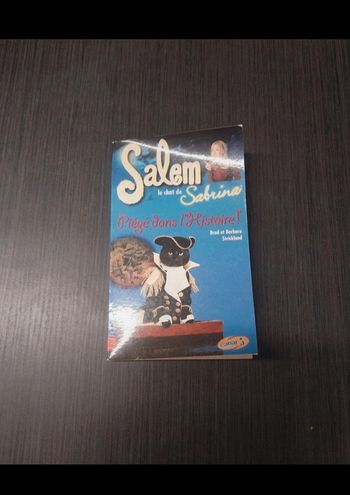 Salem
le chat de
Sabrina
Piégé dans l'Histoire !
Brad et Barbara
Strickland